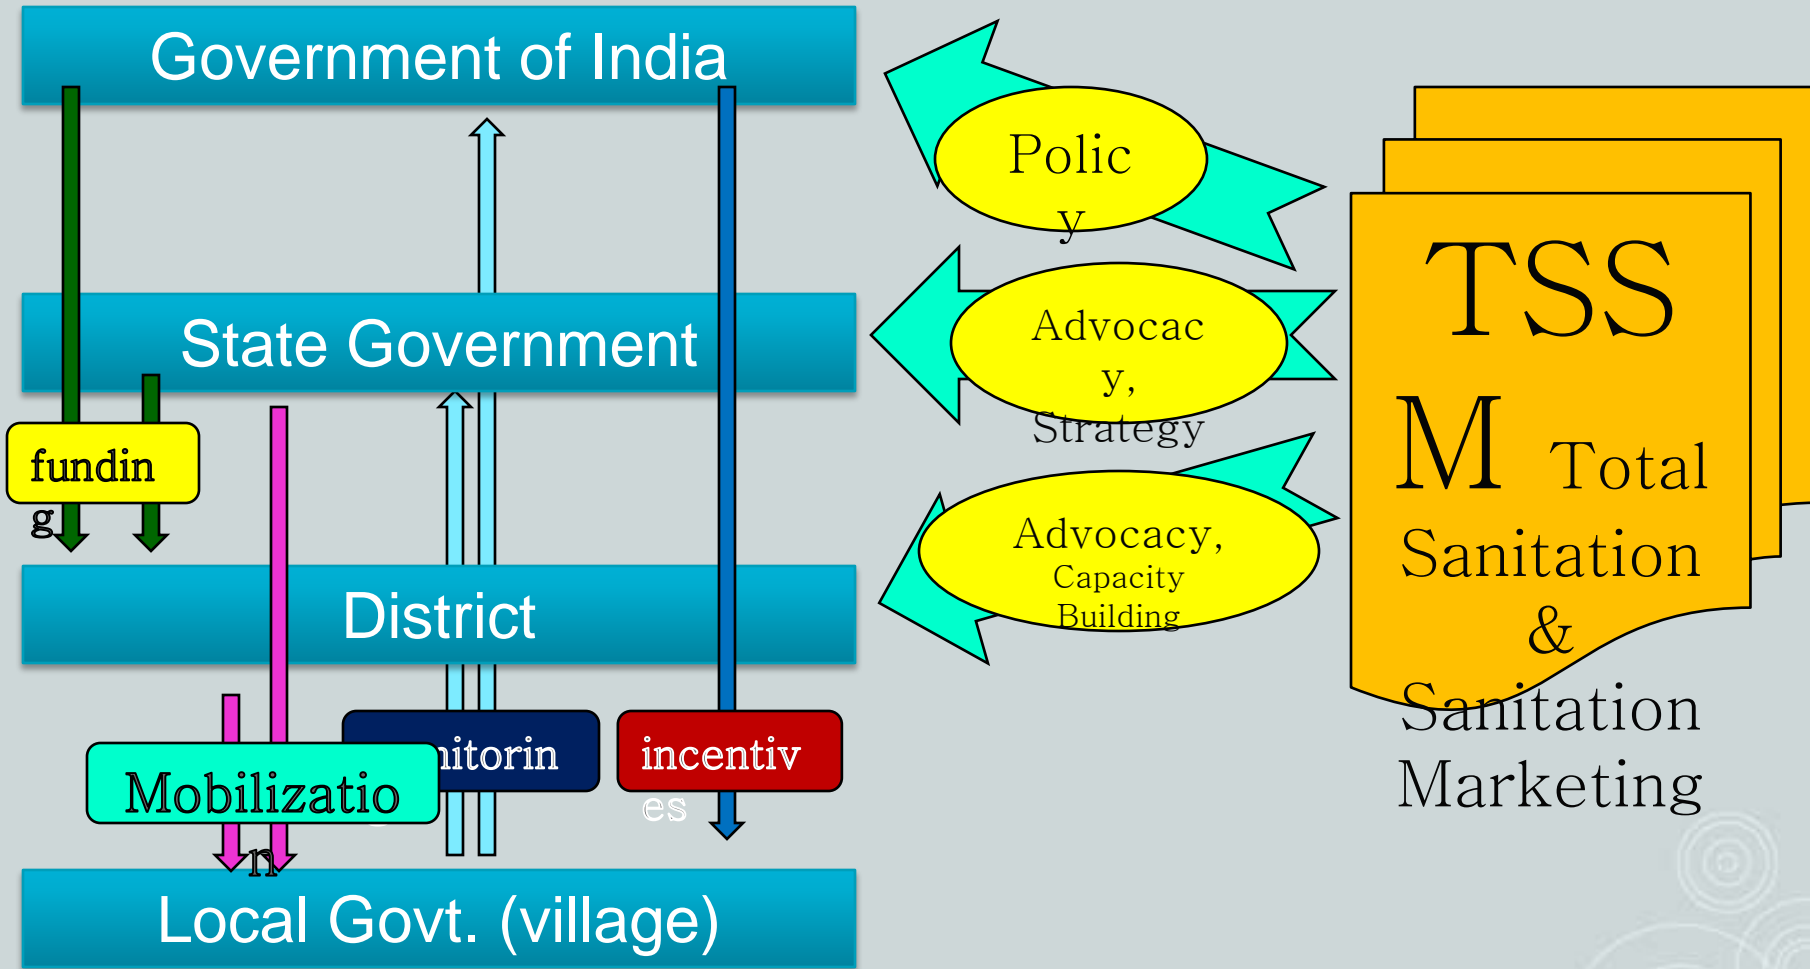 Government of India
State Government
fundin
g
District
nitorin
incentiv
es
Mobilizatio
n
Local Govt. (village)
Polic
y
Advocac
y,
Strategy
Advocacy,
Capacity
Building
TSS
M Total
Sanitation
&
Sanitation
Marketing